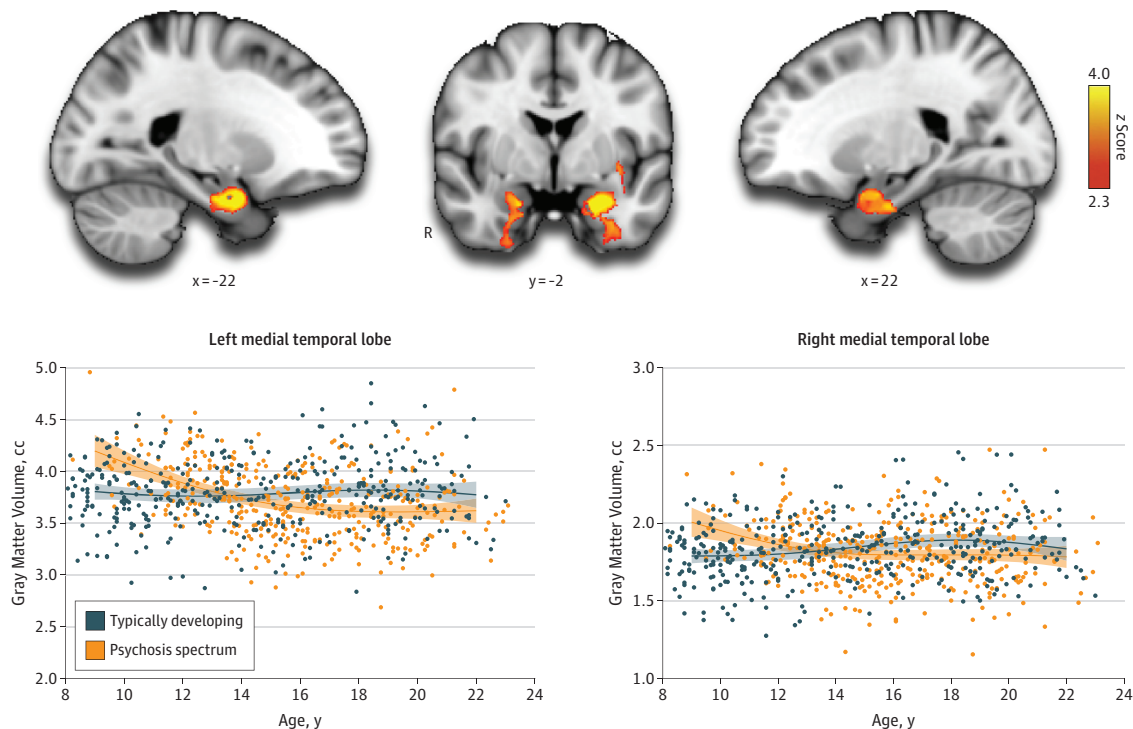 4.0
z Score
2.3
R
x = –22
y = –2
x = 22
Left medial temporal lobe
5.0
4.5
4.0
3.5
3.0
2.5
2.0
Gray Matter Volume, cc
Typically developing
Psychosis spectrum
8
10
12
14
16
18
20
22
24
Age, y
Right medial temporal lobe
3.0
2.5
2.0
1.5
1.0
Gray Matter Volume, cc
8
10
12
14
16
18
20
22
24
Age, y